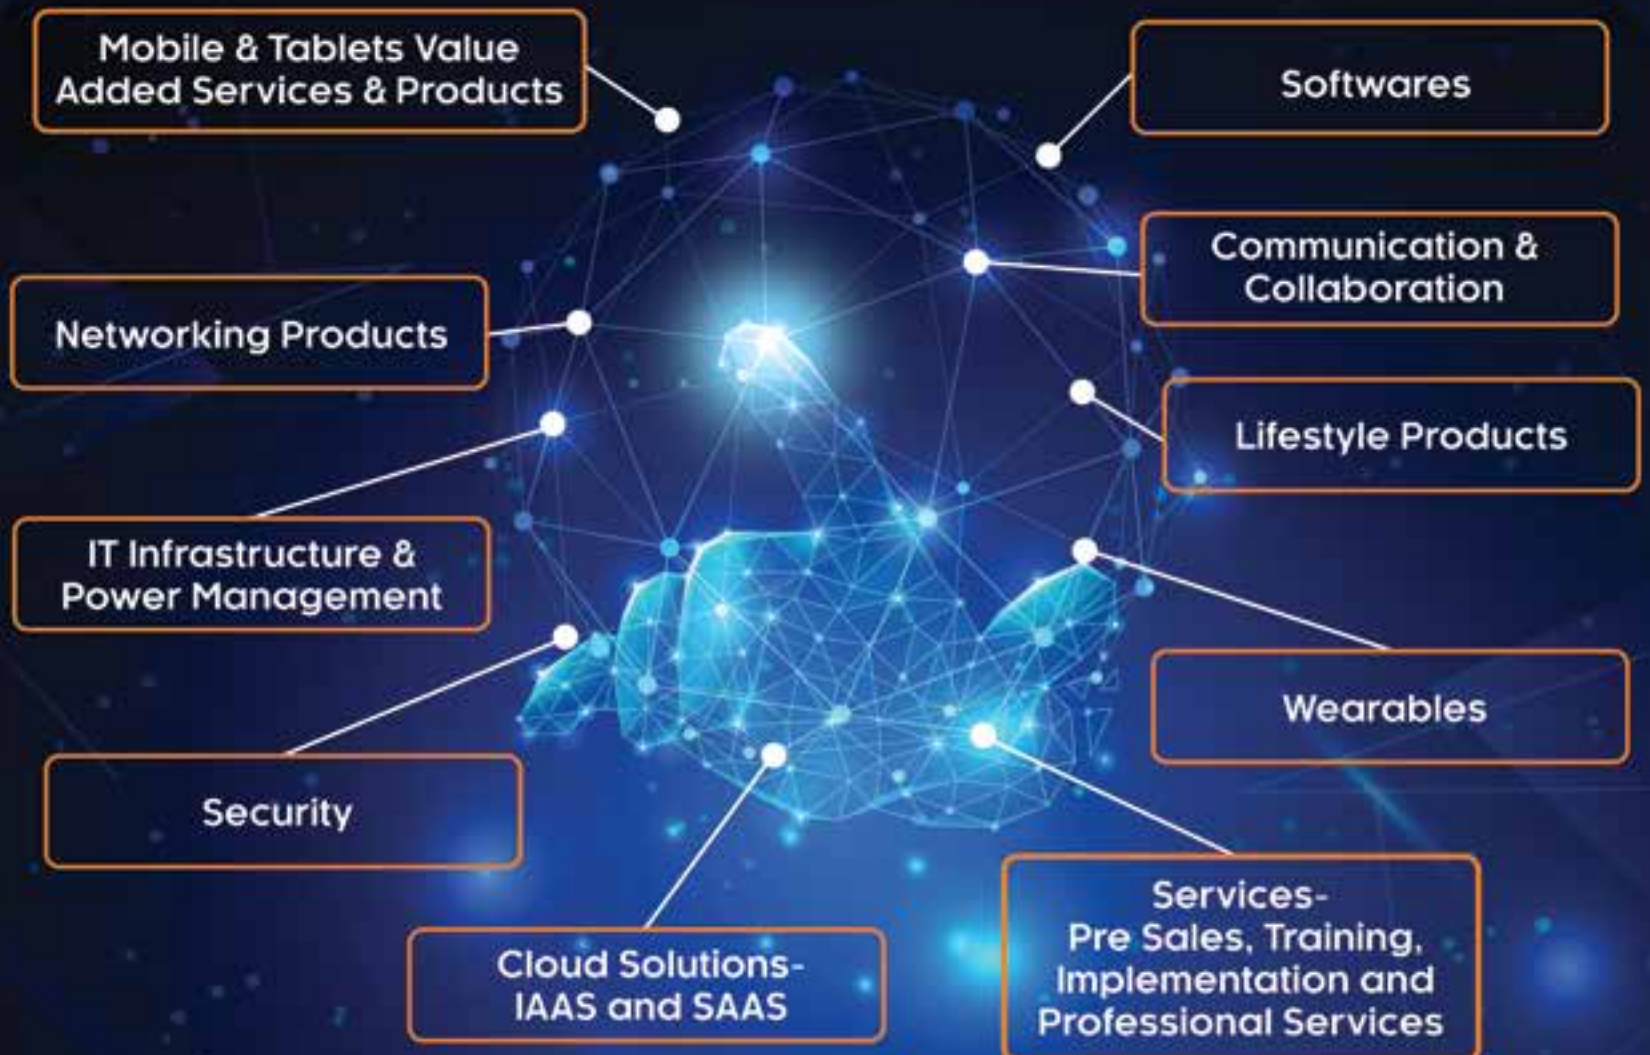 Mobile & Tablets Value
Added Services & Products
Softwares
Communication &
Collaboration
Networking Products
Lifestyle Products
IT Infrastructure &
Power Management
Wearables
Security
Services-
Pre Sales, Training,
Implementation and
Professional Services
Cloud Solutions-
IAAS and SAAS